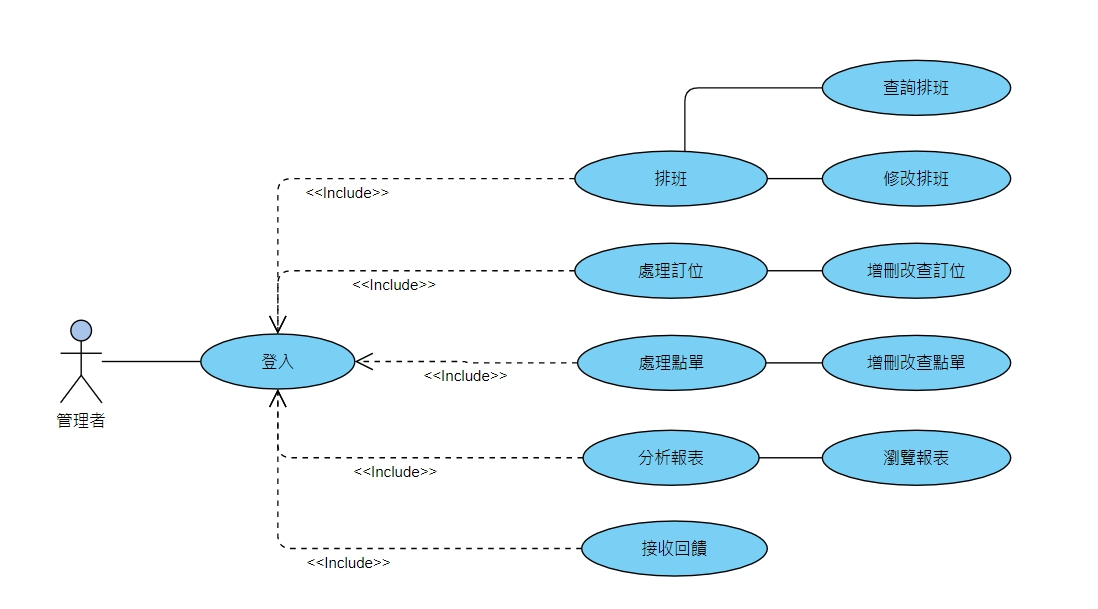 查詢排班
排班
修改排班
<<Include>>
處理訂位
增刪改查訂位
<<Include>>
登入
處理點單
增刪改查點單
<<Include>>
管理者
分析報表
瀏覽報表
<<Include>>
接收回饋
<<Include>>